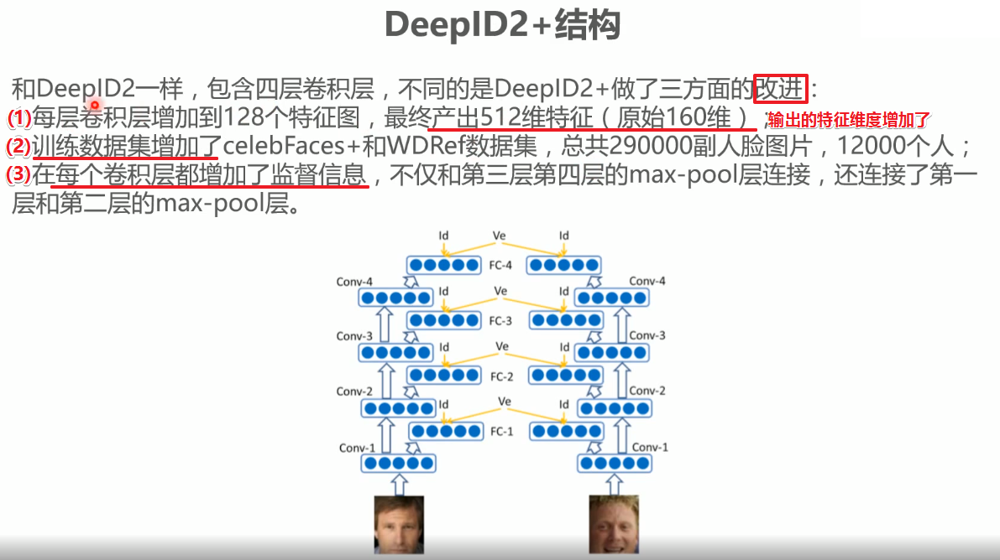 DeepID2+结构
和DeepID2一样，包含四层卷积层，不同的是DeepID2+做了三方面的改进：
(1)每层卷积层增加到128个特征图，最终产出512维特征（原始160维）；输出的特征维度增加了
(2)训练数据集增加了celebFaces+和WDRef数据集，总共290000副人脸图片，12000个人；
(3)在每个卷积层都增加了监督信息，不仅和第三层第四层的max-pool层连接，还连接了第一
层和第二层的max-pool层。
Id Ve Id
FC-4
Conv-4 Conv-4
Id Ve Id
FC-3
Conv-3 Conv-3
Id Ve Id
FC-2
Conv-2 Conv-2
Id Ve Id
FC-1
Conv-1 Conv-1